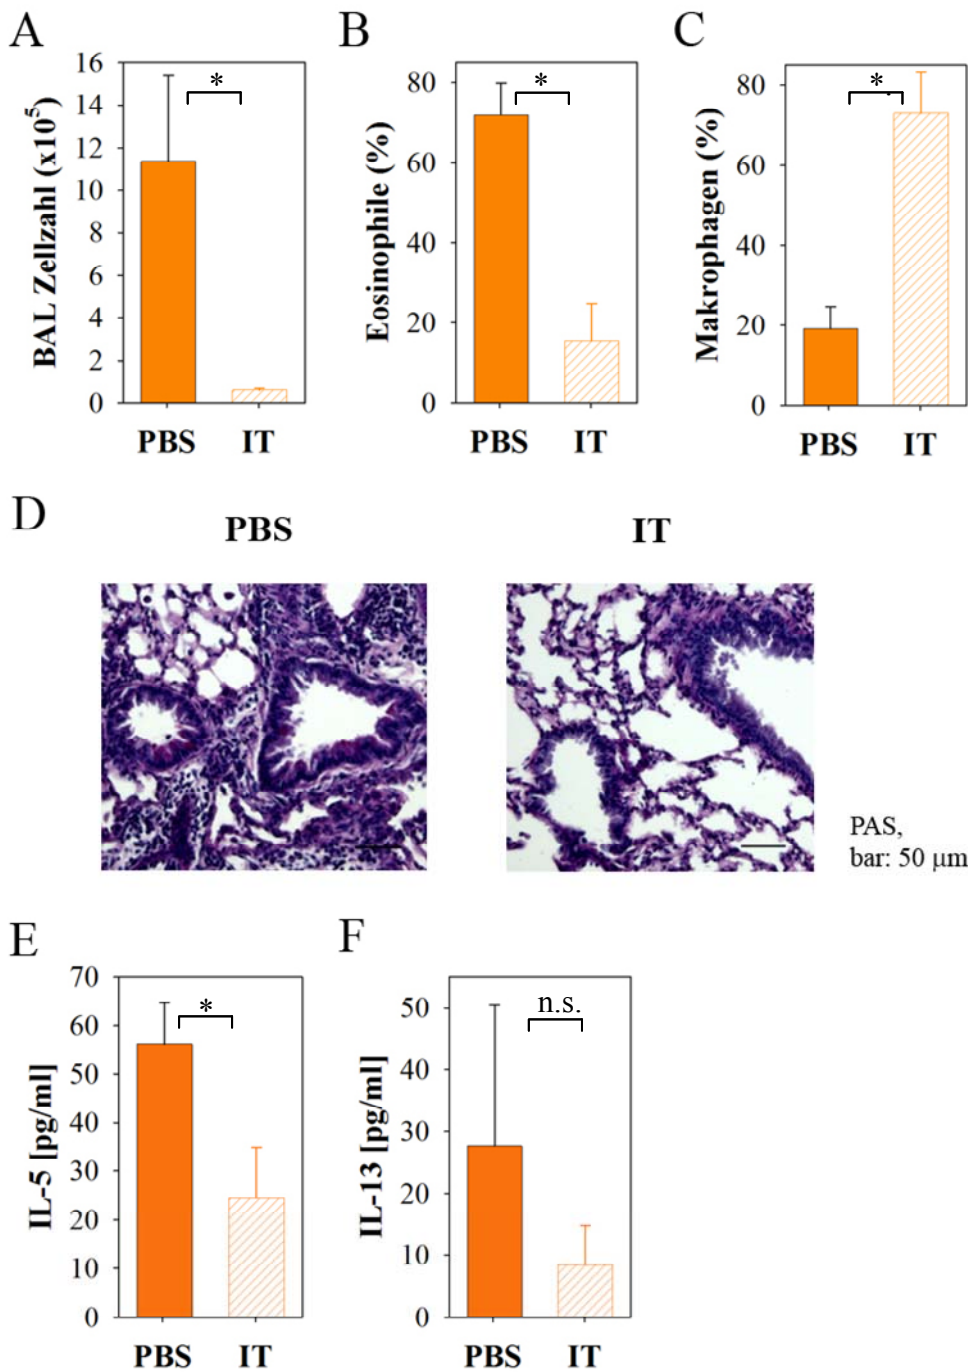 A
BAL Zellzahl (x10⁵)
16
14
12
10
8
6
4
2
0
*
PBS IT
B
Eosinophile (%)
80
60
40
20
0
*
PBS IT
C
Makrophagen (%)
80
60
40
20
0
*
PBS IT
D
PBS
IT
PAS,
bar: 50 μm
E
IL-5 [pg/ml]
70
60
50
40
30
20
10
0
*
PBS IT
F
IL-13 [pg/ml]
50
40
30
20
10
0
n.s.
PBS IT